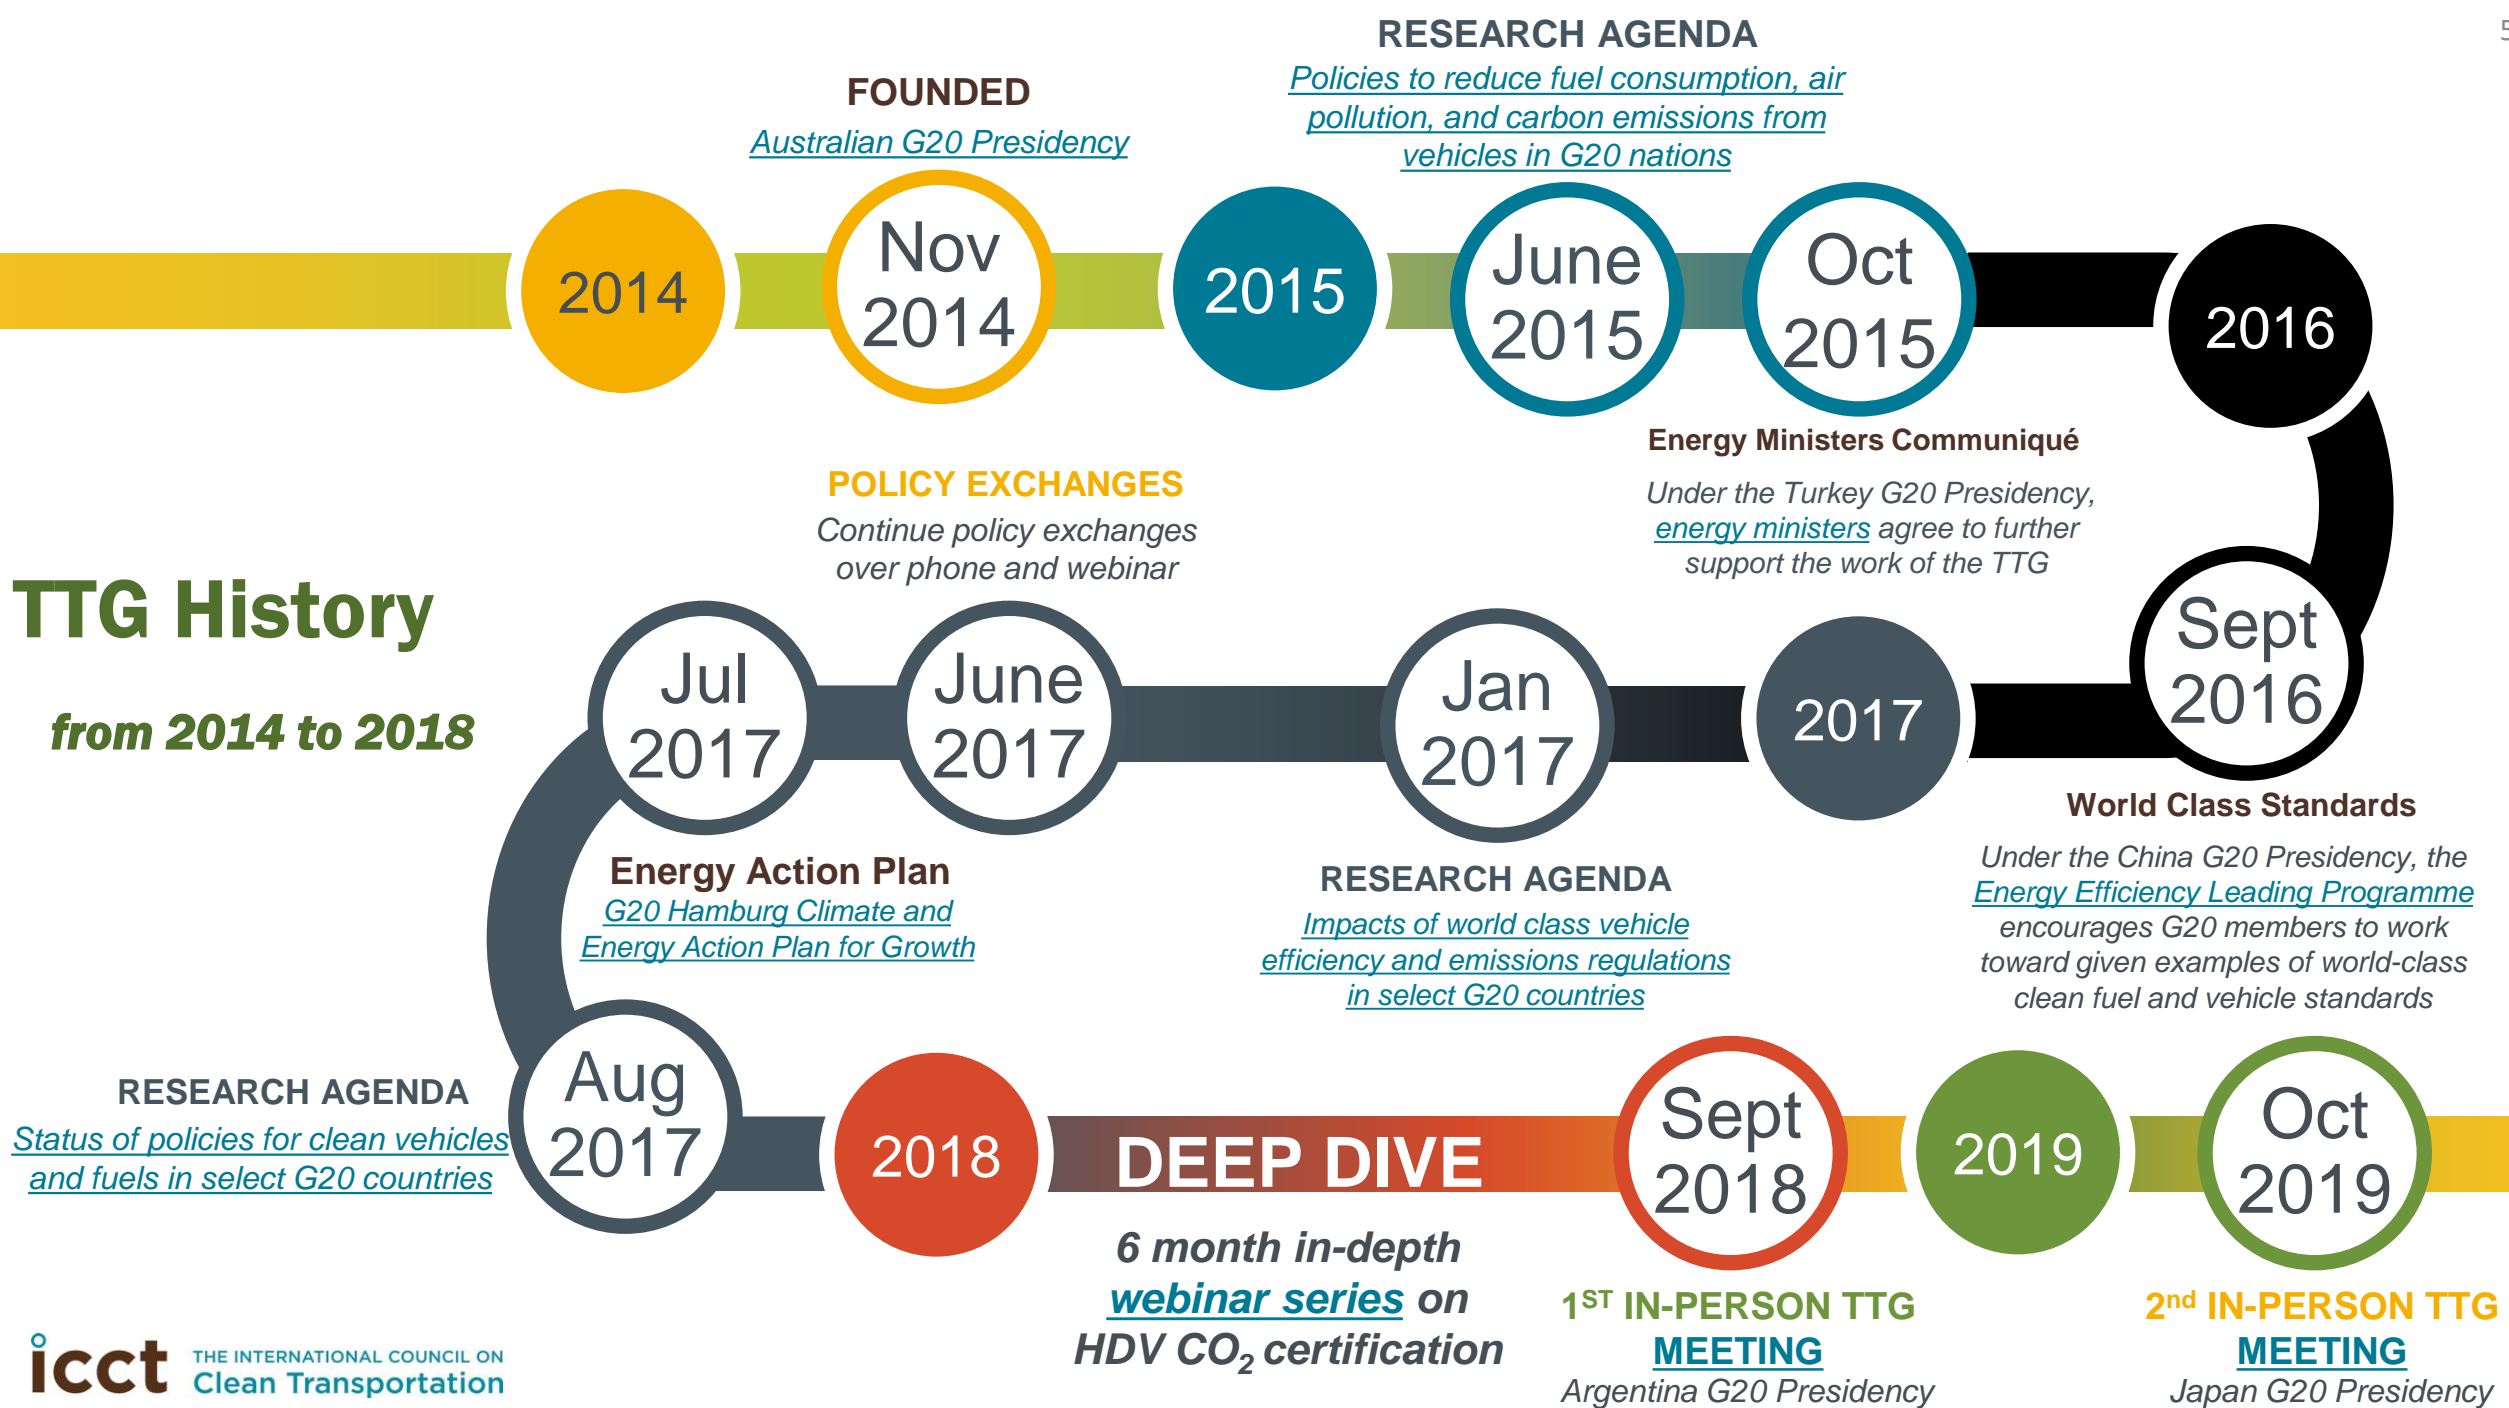 5
RESEARCH AGENDA
Policies to reduce fuel consumption, air
pollution, and carbon emissions from
vehicles in G20 nations
FOUNDED
Australian G20 Presidency
2014
Nov
2014
2015
June
2015
Oct
2015
2016
Energy Ministers Communiqué
Under the Turkey G20 Presidency,
energy ministers agree to further
support the work of the TTG
POLICY EXCHANGES
Continue policy exchanges
over phone and webinar
TTG History
from 2014 to 2018
Sept
2016
2017
Jan
2017
June
2017
Jul
2017
World Class Standards
Under the China G20 Presidency, the
Energy Efficiency Leading Programme
encourages G20 members to work
toward given examples of world-class
clean fuel and vehicle standards
RESEARCH AGENDA
Impacts of world class vehicle
efficiency and emissions regulations
in select G20 countries
Energy Action Plan
G20 Hamburg Climate and
Energy Action Plan for Growth
RESEARCH AGENDA
Status of policies for clean vehicles
and fuels in select G20 countries
Aug
2017
2018
DEEP DIVE
6 month in-depth
webinar series on
HDV CO₂ certification
Sept
2018
1ST IN-PERSON TTG
MEETING
Argentina G20 Presidency
2019
Oct
2019
2nd IN-PERSON TTG
MEETING
Japan G20 Presidency
icct
THE INTERNATIONAL COUNCIL ON
Clean Transportation